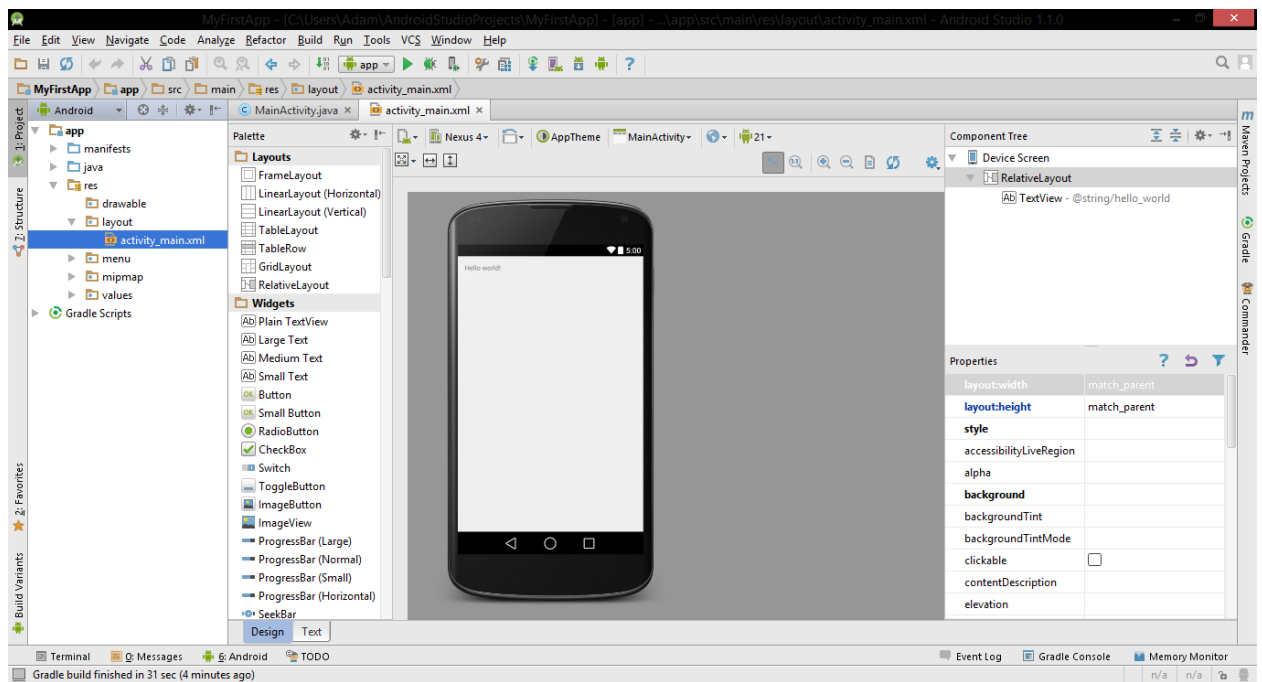 MyFirstApp - [C:\Users\Adam\AndroidStudioProjects\MyFirstApp] - [app] - ...\app\src\main\res\layout\activity_main.xml - Android Studio 1.1.0
File Edit View Navigate Code Analyze Refactor Build Run Tools VCS Window Help
app
MyFirstApp app src main res layout activity_main.xml
Android
MainActivity.java
activity_main.xml
1: Project
7: Structure
2: Favorites
Build Variants
app
manifests
java
res
drawable
layout
activity_main.xml
menu
mipmap
values
Gradle Scripts
Palette
Layouts
FrameLayout
LinearLayout (Horizontal)
LinearLayout (Vertical)
TableLayout
TableRow
GridLayout
RelativeLayout
Widgets
Ab Plain TextView
Ab Large Text
Ab Medium Text
Ab Small Text
OK Button
OK Small Button
RadioButton
CheckBox
Switch
ToggleButton
ImageButton
ImageView
ProgressBar (Large)
ProgressBar (Normal)
ProgressBar (Small)
ProgressBar (Horizontal)
SeekBar
Design Text
Nexus 4 AppTheme MainActivity 21
5:00
Hello world!
Component Tree
Device Screen
RelativeLayout
Ab TextView - @string/hello_world
Properties
layout:width match_parent
layout:height match_parent
style
accessibilityLiveRegion
alpha
background
backgroundTint
backgroundTintMode
clickable
contentDescription
elevation
m Maven Projects
Gradle
Commander
Terminal 0: Messages 6: Android TODO
Event Log Gradle Console Memory Monitor
Gradle build finished in 31 sec (4 minutes ago)
n/a n/a